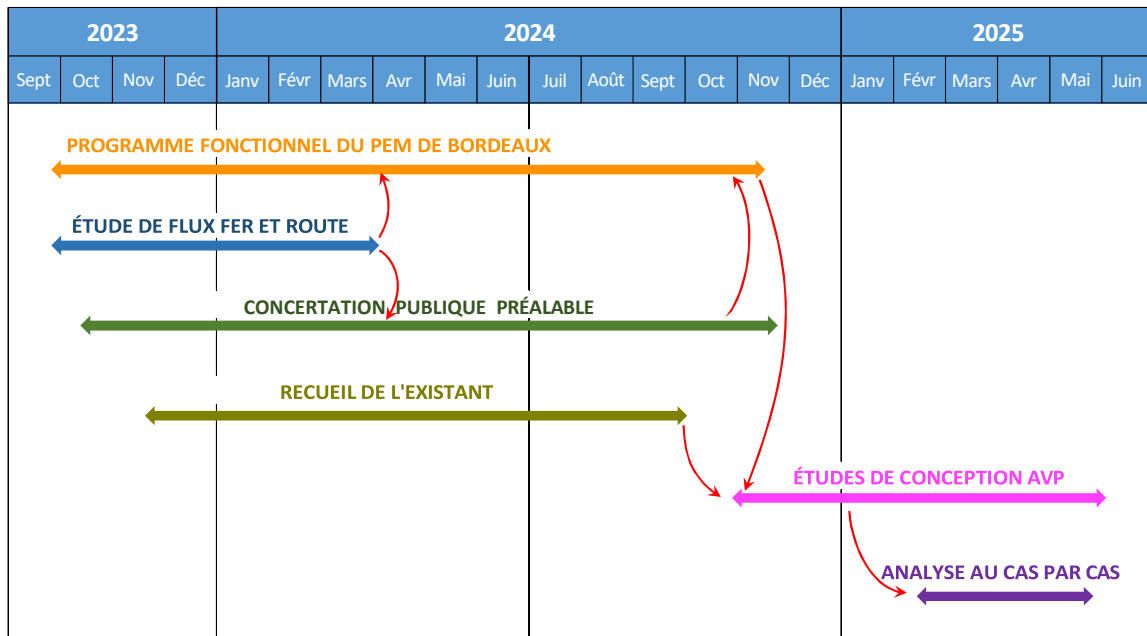 2023 2024 2025
Sept Oct Nov Déc Janv Févr Mars Avr Mai Juin Juil Août Sept Oct Nov Déc Janv Févr Mars Avr Mai Juin
PROGRAMME FONCTIONNEL DU PEM DE BORDEAUX
ÉTUDE DE FLUX FER ET ROUTE
CONCERTATION PUBLIQUE PRÉALABLE
RECUEIL DE L'EXISTANT
ÉTUDES DE CONCEPTION AVP
ANALYSE AU CAS PAR CAS